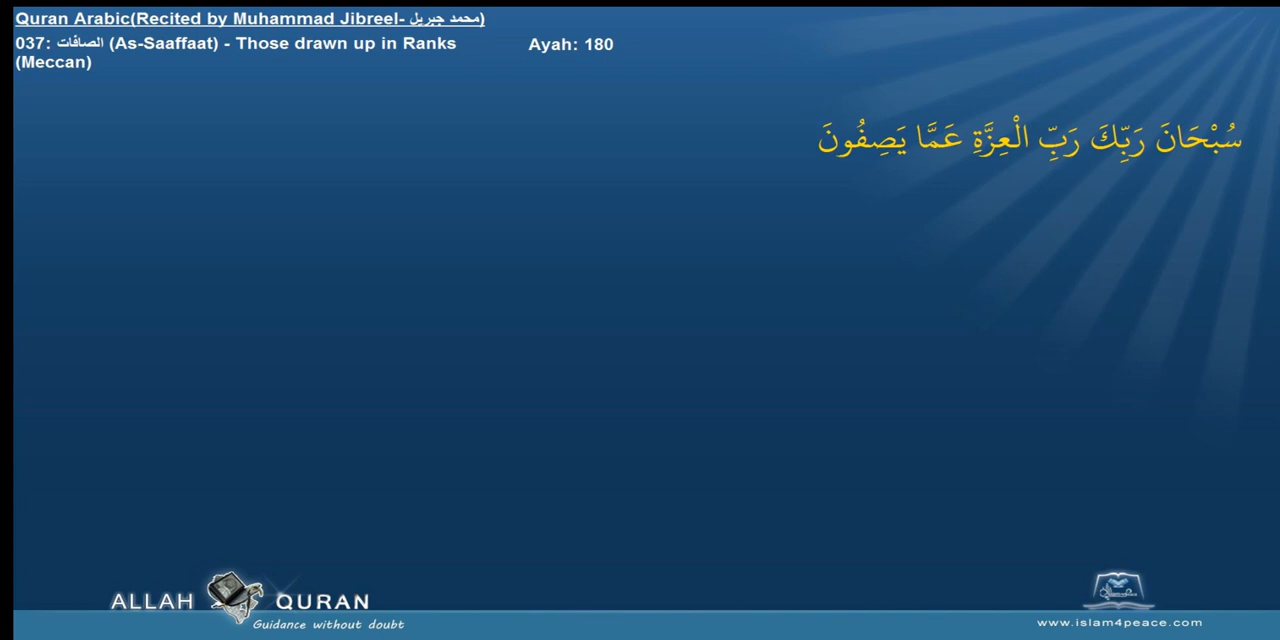 Quran Arabic(Recited by Muhammad Jibreel- محمد جبريل)
037: الصافات (As-Saaffaat) - Those drawn up in Ranks (Meccan)
Ayah: 180
سُبْحَانَ رَبِّكَ رَبِّ الْعِزَّةِ عَمَّا يَصِفُونَ
ALLAH QURAN
Guidance without doubt
www.islam4peace.com